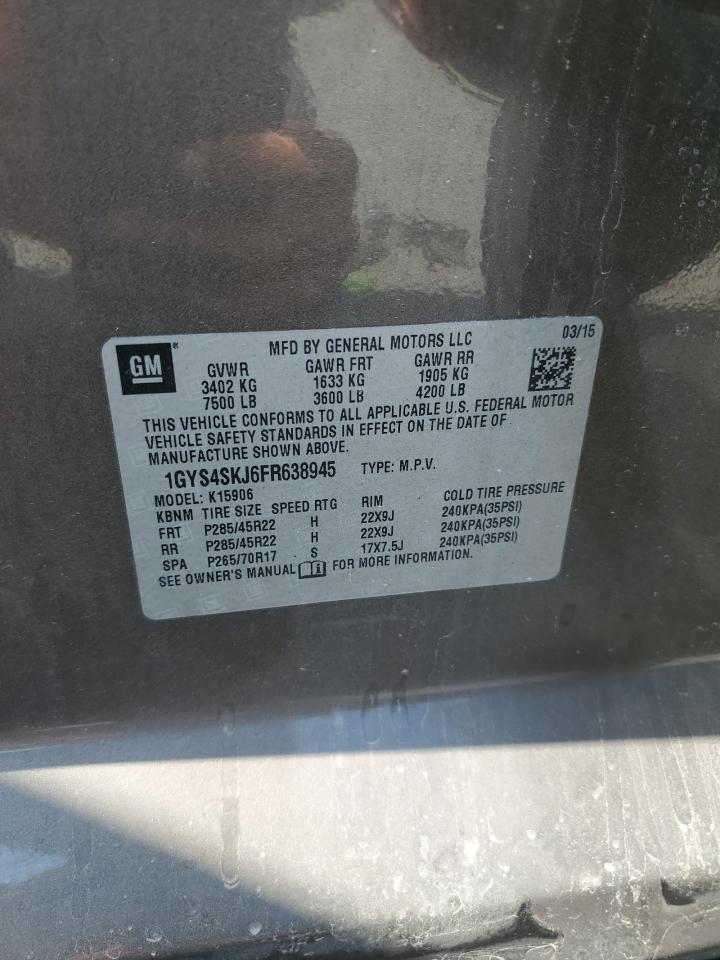 GM
MFD BY GENERAL MOTORS LLC 03/15
GVWR GAWR FRT GAWR RR
3402 KG 1633 KG 1905 KG
7500 LB 3600 LB 4200 LB
THIS VEHICLE CONFORMS TO ALL APPLICABLE U.S. FEDERAL MOTOR
VEHICLE SAFETY STANDARDS IN EFFECT ON THE DATE OF
MANUFACTURE SHOWN ABOVE.
1GYS4SKJ6FR638945 TYPE: M.P.V.
MODEL: K15906
KBNM TIRE SIZE SPEED RTG RIM COLD TIRE PRESSURE
FRT P285/45R22 H 22X9J 240KPA(35PSI)
RR P285/45R22 H 22X9J 240KPA(35PSI)
SPA P265/70R17 S 17X7.5J 240KPA(35PSI)
SEE OWNER'S MANUAL FOR MORE INFORMATION.